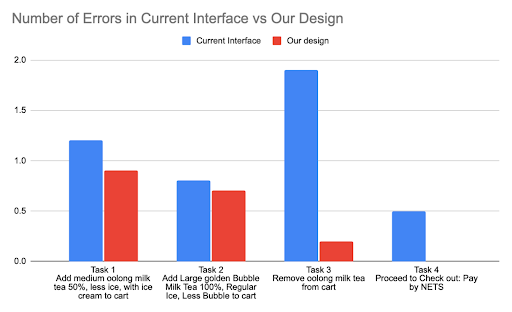 Number of Errors in Current Interface vs Our Design
Current Interface
Our design
2.0
1.5
1.0
0.5
0.0
Task 1
Add medium oolong milk
tea 50%, less ice, with ice
cream to cart
Task 2
Add Large golden Bubble
Milk Tea 100%, Regular
Ice, Less Bubble to cart
Task 3
Remove oolong milk tea
from cart
Task 4
Proceed to Check out: Pay
by NETS